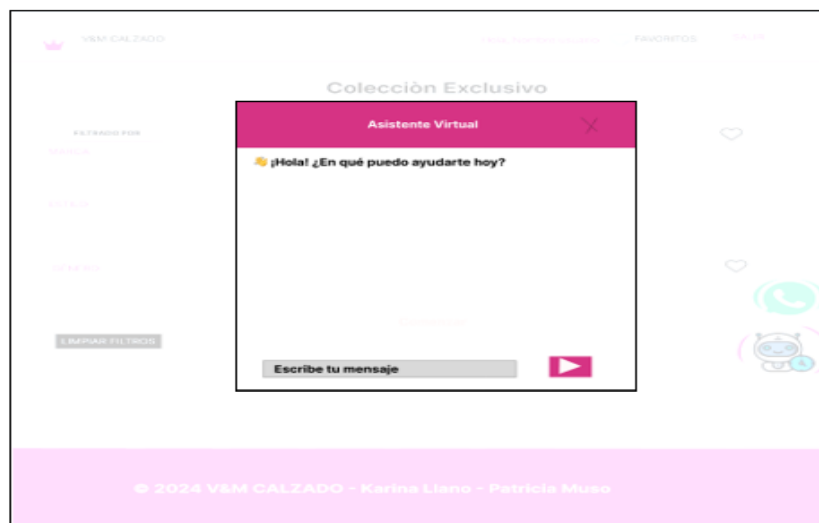 V&M CALZADO
FAVORITOS
Colecciòn Exclusivo
FILTRADO POR
MARCA
Asistente Virtual
X
👋 ¡Hola! ¿En qué puedo ayudarte hoy?
LIMPIAR FILTROS
Escribe tu mensaje
© 2024 V&M CALZADO - Karina Llano - Patricia Muso